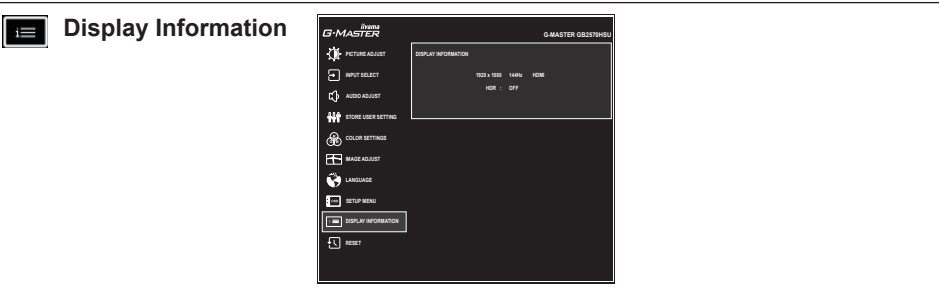 Display Information
iiyama
G-MASTER
G-MASTER GB2570HSU
PICTURE ADJUST
DISPLAY INFORMATION
INPUT SELECT
1920 x 1080 144Hz HDMI
HDR : OFF
AUDIO ADJUST
STORE USER SETTING
COLOR SETTINGS
IMAGE ADJUST
LANGUAGE
SETUP MENU
DISPLAY INFORMATION
RESET